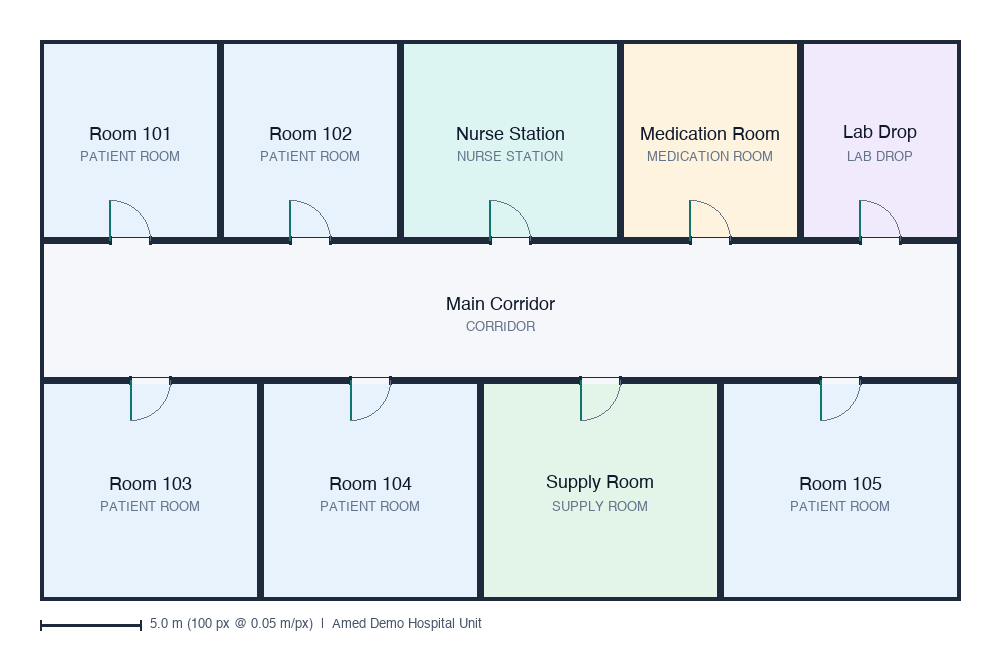 Room 101
PATIENT ROOM
Room 102
PATIENT ROOM
Nurse Station
NURSE STATION
Medication Room
MEDICATION ROOM
Lab Drop
LAB DROP
Main Corridor
CORRIDOR
Room 103
PATIENT ROOM
Room 104
PATIENT ROOM
Supply Room
SUPPLY ROOM
Room 105
PATIENT ROOM
5.0 m (100 px @ 0.05 m/px) | Amed Demo Hospital Unit